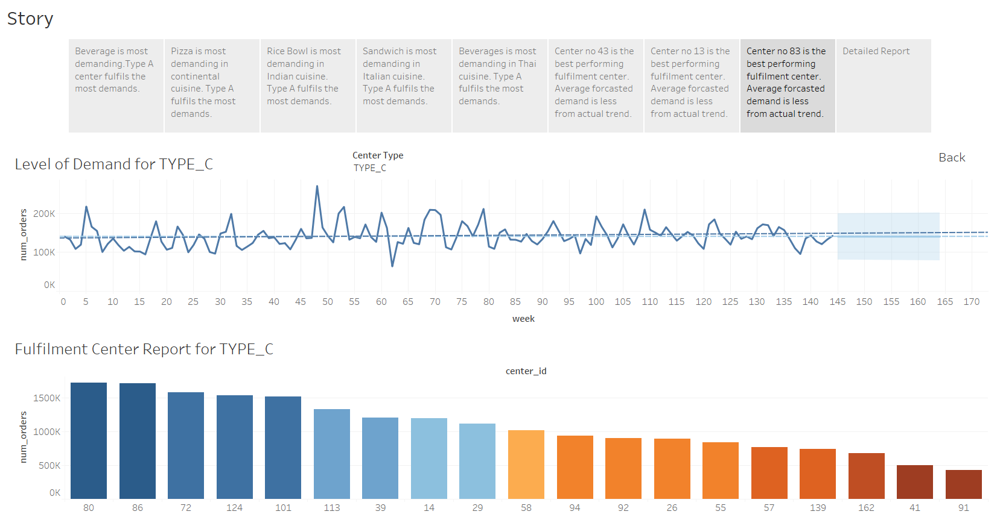 Story
Beverage is most
demanding.Type A
center fulfils the
most demands.
Pizza is most
demanding in
continental
cuisine. Type A
fulfils the most
demands.
Rice Bowl is most
demanding in
Indian cuisine.
Type A fulfils the
most demands.
Sandwich is most
demanding in
Italian cuisine.
Type A fulfils the
most demands.
Beverages is most
demanding in Thai
cuisine. Type A
fulfils the most
demands.
Center no 43 is the
best performing
fulfilment center.
Average forcasted
demand is less
from actual trend.
Center no 13 is the
best performing
fulfilment center.
Average forcasted
demand is less
from actual trend.
Center no 83 is the
best performing
fulfilment center.
Average forcasted
demand is less
from actual trend.
Detailed Report
Level of Demand for TYPE_C
Center Type
TYPE_C
Back
num_orders
200K
100K
0K
0 5 10 15 20 25 30 35 40 45 50 55 60 65 70 75 80 85 90 95 100 105 110 115 120 125 130 135 140 145 150 155 160 165 170
week
Fulfilment Center Report for TYPE_C
center_id
num_orders
1500K
1000K
500K
0K
80 86 72 124 101 113 39 14 29 58 94 92 26 55 57 139 162 41 91